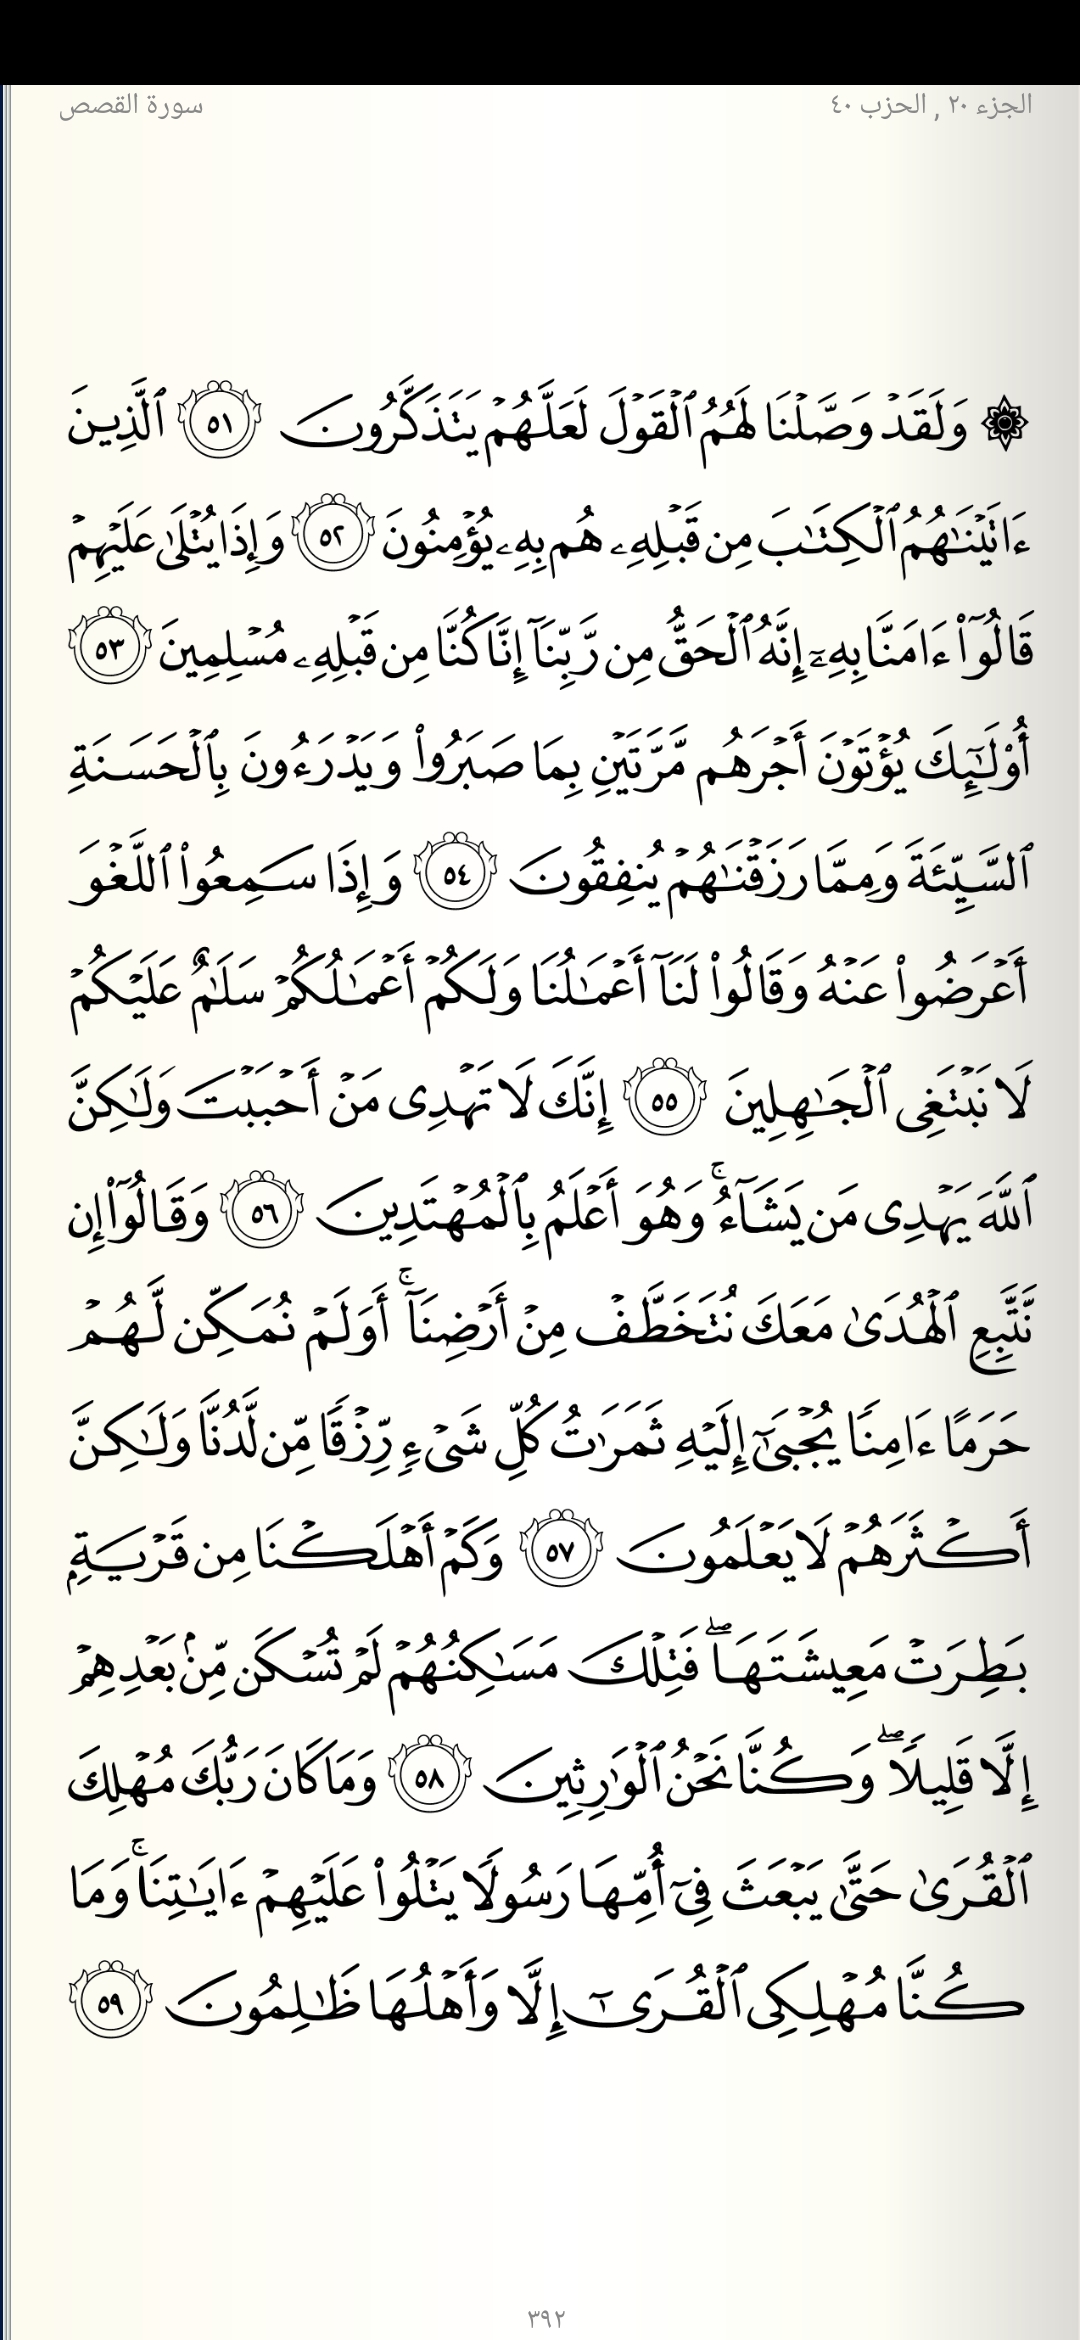 الجزء ٢٠ , الحزب ٤٠
سورة القصص
۞ وَلَقَدْ وَصَّلْنَا لَهُمُ ٱلْقَوْلَ لَعَلَّهُمْ يَتَذَكَّرُونَ ٥١ ٱلَّذِينَ
ءَاتَيْنَٰهُمُ ٱلْكِتَٰبَ مِن قَبْلِهِۦ هُم بِهِۦ يُؤْمِنُونَ ٥٢ وَإِذَا يُتْلَىٰ عَلَيْهِمْ
قَالُوٓا۟ ءَامَنَّا بِهِۦٓ إِنَّهُ ٱلْحَقُّ مِن رَّبِّنَآ إِنَّا كُنَّا مِن قَبْلِهِۦ مُسْلِمِينَ ٥٣
أُو۟لَٰٓئِكَ يُؤْتَوْنَ أَجْرَهُم مَّرَّتَيْنِ بِمَا صَبَرُوا۟ وَيَدْرَءُونَ بِٱلْحَسَنَةِ
ٱلسَّيِّئَةَ وَمِمَّا رَزَقْنَٰهُمْ يُنفِقُونَ ٥٤ وَإِذَا سَمِعُوا۟ ٱللَّغْوَ
أَعْرَضُوا۟ عَنْهُ وَقَالُوا۟ لَنَآ أَعْمَٰلُنَا وَلَكُمْ أَعْمَٰلُكُمْ سَلَٰمٌ عَلَيْكُمْ
لَا نَبْتَغِى ٱلْجَٰهِلِينَ ٥٥ إِنَّكَ لَا تَهْدِى مَنْ أَحْبَبْتَ وَلَٰكِنَّ
ٱللَّهَ يَهْدِى مَن يَشَآءُ ۚ وَهُوَ أَعْلَمُ بِٱلْمُهْتَدِينَ ٥٦ وَقَالُوٓا۟ إِن
نَّتَّبِعِ ٱلْهُدَىٰ مَعَكَ نُتَخَطَّفْ مِنْ أَرْضِنَآ ۚ أَوَلَمْ نُمَكِّن لَّهُمْ
حَرَمًا ءَامِنًا يُجْبَىٰٓ إِلَيْهِ ثَمَرَٰتُ كُلِّ شَىْءٍ رِّزْقًا مِّن لَّدُنَّا وَلَٰكِنَّ
أَكْثَرَهُمْ لَا يَعْلَمُونَ ٥٧ وَكَمْ أَهْلَكْنَا مِن قَرْيَةٍۭ
بَطِرَتْ مَعِيشَتَهَا ۖ فَتِلْكَ مَسَٰكِنُهُمْ لَمْ تُسْكَن مِّنۢ بَعْدِهِمْ
إِلَّا قَلِيلًا ۖ وَكُنَّا نَحْنُ ٱلْوَٰرِثِينَ ٥٨ وَمَا كَانَ رَبُّكَ مُهْلِكَ
ٱلْقُرَىٰ حَتَّىٰ يَبْعَثَ فِىٓ أُمِّهَا رَسُولًا يَتْلُوا۟ عَلَيْهِمْ ءَايَٰتِنَا ۚ وَمَا
كُنَّا مُهْلِكِى ٱلْقُرَىٰٓ إِلَّا وَأَهْلُهَا ظَٰلِمُونَ ٥٩
٣٩٢